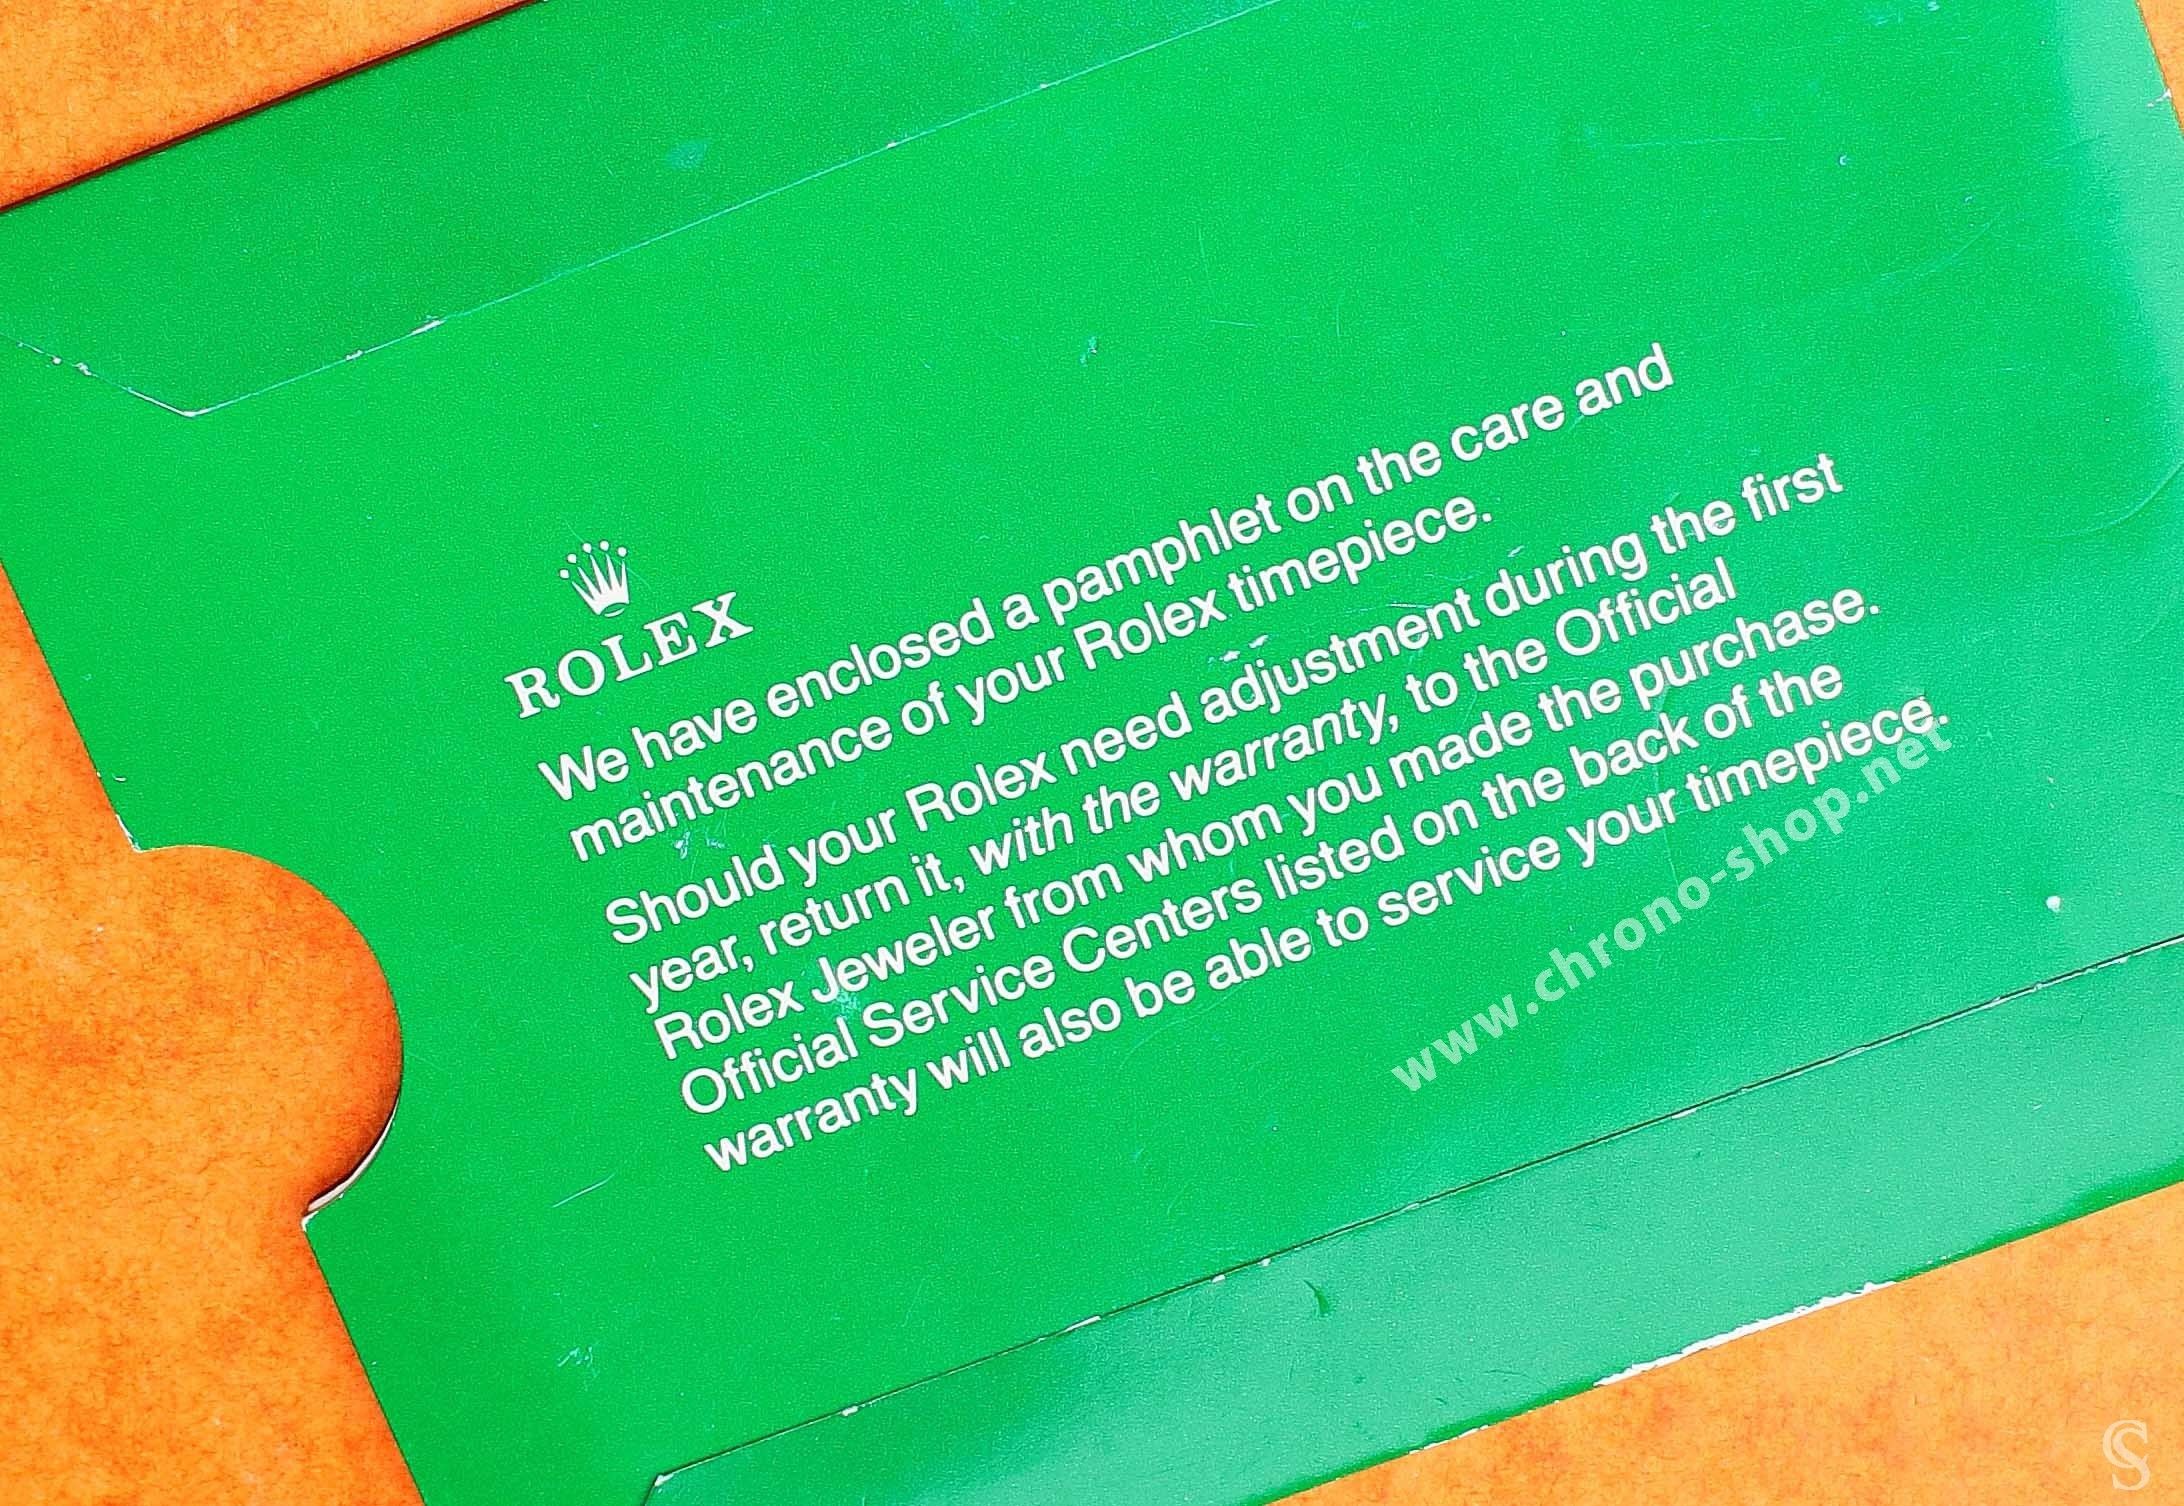 ROLEX
We have enclosed a pamphlet on the care and
maintenance of your Rolex timepiece.
Should your Rolex need adjustment during the first
year, return it, with the warranty, to the Official
Rolex Jeweler from whom you made the purchase.
Official Service Centers listed on the back of the
warranty will also be able to service your timepiece.
www.chrono-shop.net
CS